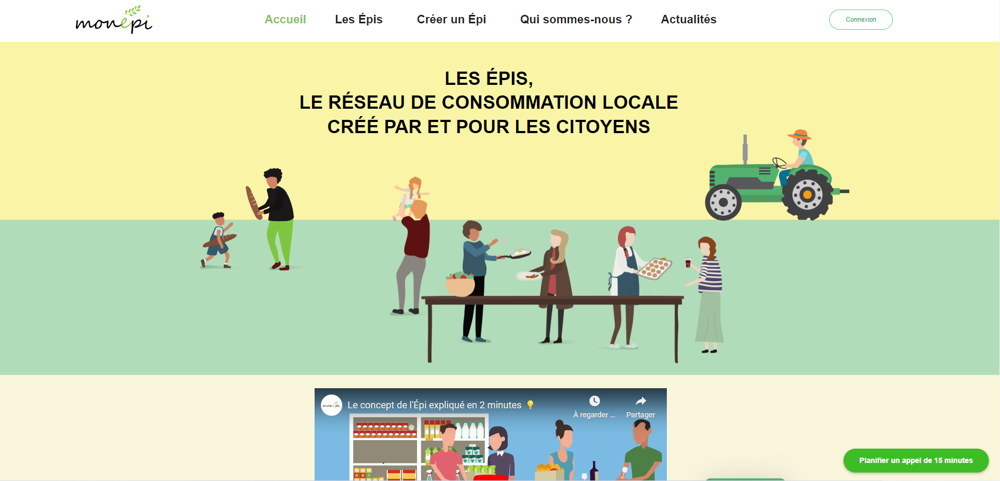 monepi
Accueil
Les Épis
Créer un Épi
Qui sommes-nous ?
Actualités
Connexion
LES ÉPIS,
LE RÉSEAU DE CONSOMMATION LOCALE
CRÉÉ PAR ET POUR LES CITOYENS
monepi
Le concept de l'Épi expliqué en 2 minutes
À regarder ...
Partager
Planifier un appel de 15 minutes